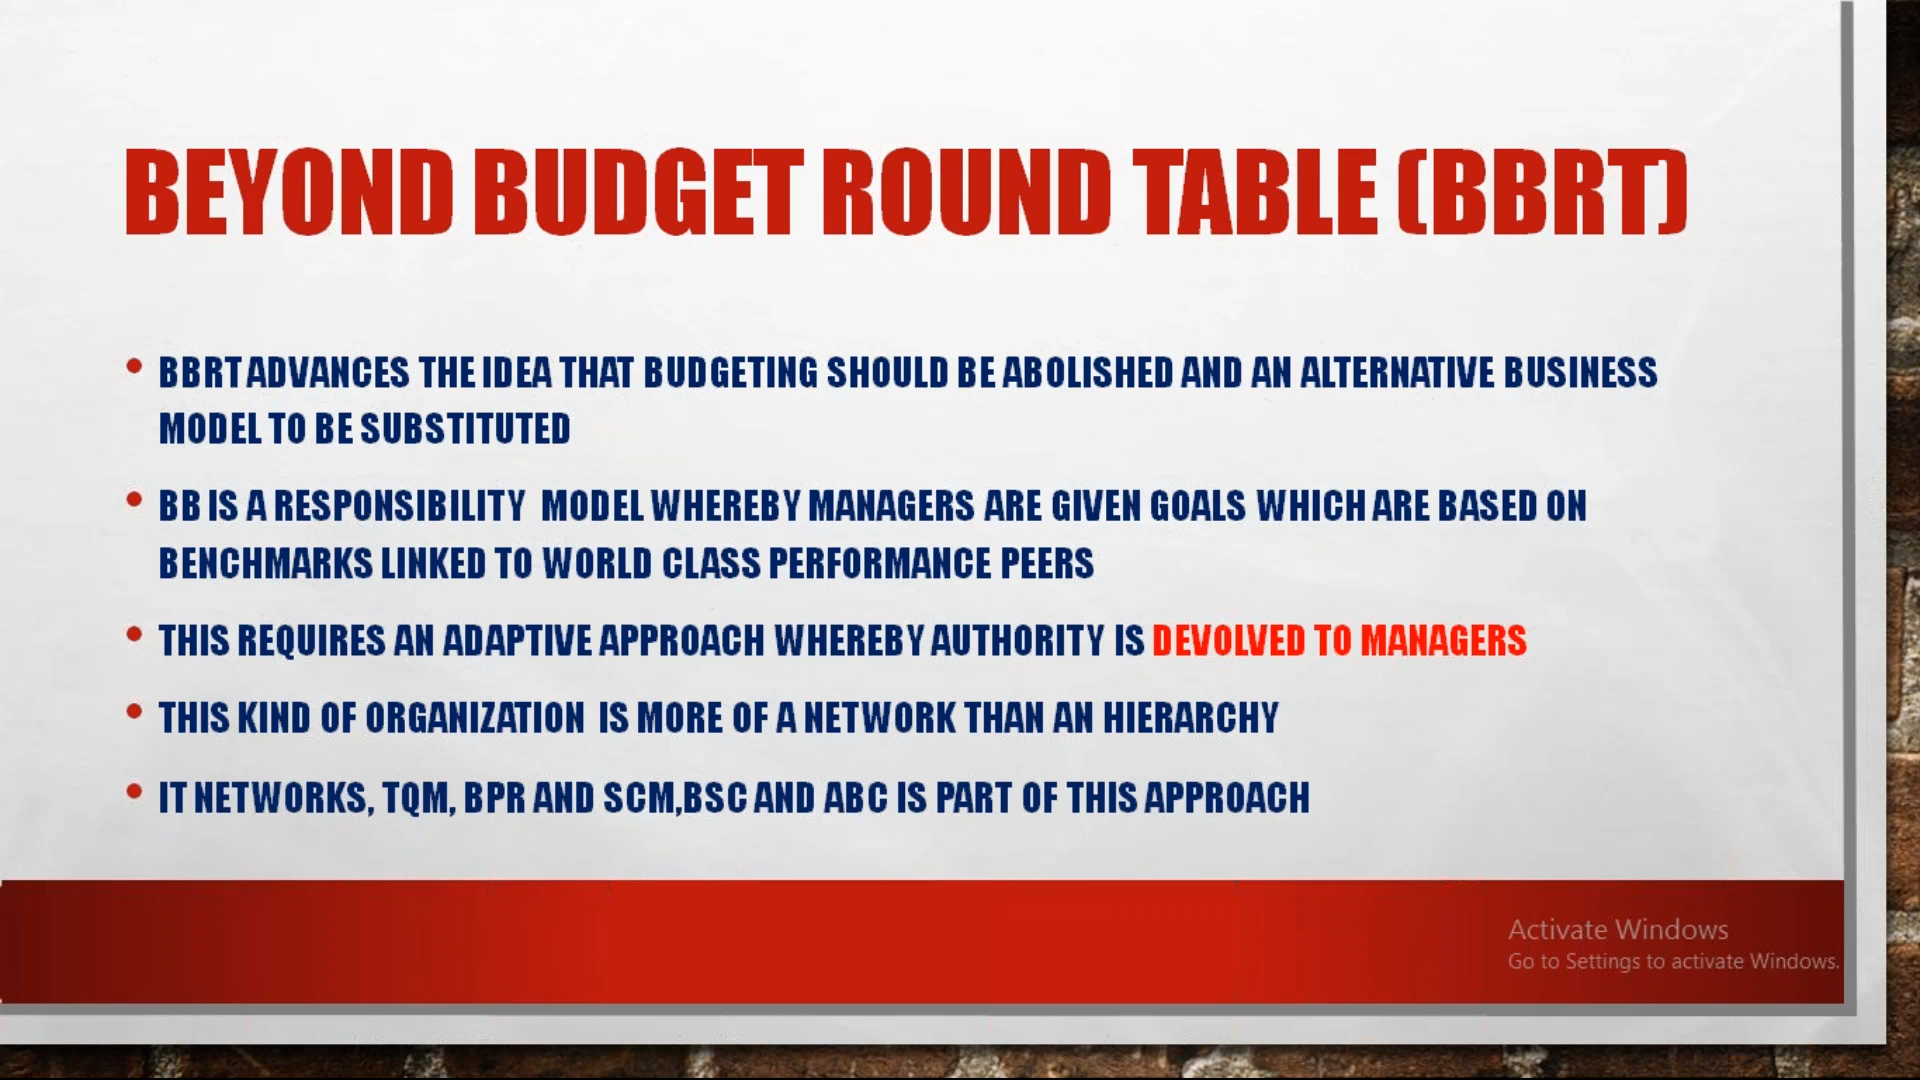 BEYOND BUDGET ROUND TABLE (BBRT)
• BBRT ADVANCES THE IDEA THAT BUDGETING SHOULD BE ABOLISHED AND AN ALTERNATIVE BUSINESS
MODEL TO BE SUBSTITUTED
• BB IS A RESPONSIBILITY MODEL WHEREBY MANAGERS ARE GIVEN GOALS WHICH ARE BASED ON
BENCHMARKS LINKED TO WORLD CLASS PERFORMANCE PEERS
• THIS REQUIRES AN ADAPTIVE APPROACH WHEREBY AUTHORITY IS DEVOLVED TO MANAGERS
• THIS KIND OF ORGANIZATION IS MORE OF A NETWORK THAN AN HIERARCHY
• IT NETWORKS, TQM, BPR AND SCM,BSC AND ABC IS PART OF THIS APPROACH
Activate Windows
Go to Settings to activate Windows.